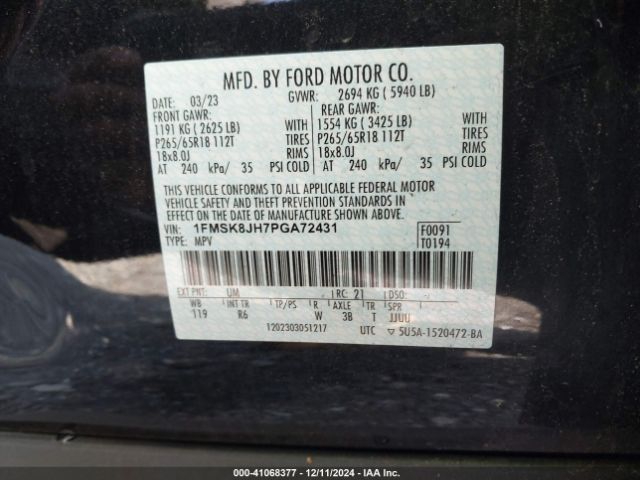 MFD. BY FORD MOTOR CO.
DATE: 03/23 GVWR: 2694 KG ( 5940 LB)
FRONT GAWR: REAR GAWR:
1191 KG ( 2625 LB) WITH 1554 KG ( 3425 LB) WITH
P265/65R18 112T TIRES P265/65R18 112T TIRES
18x8.0J RIMS 18x8.0J RIMS
AT 240 kPa/ 35 PSI COLD AT 240 kPa/ 35 PSI COLD
THIS VEHICLE CONFORMS TO ALL APPLICABLE FEDERAL MOTOR
VEHICLE SAFETY AND THEFT PREVENTION STANDARDS IN
EFFECT ON THE DATE OF MANUFACTURE SHOWN ABOVE.
VIN: 1FMSK8JH7PGA72431 F0091
TYPE: MPV T0194
EXT PNT: UM RC: 21 DSO:
WB INT TR TP/PS R AXLE TR SPR
119 R6 W 3B T JJUU
1202303051217 UTC ▽ 5U5A-1520472-BA
000-41068377 - 12/11/2024 - IAA Inc.